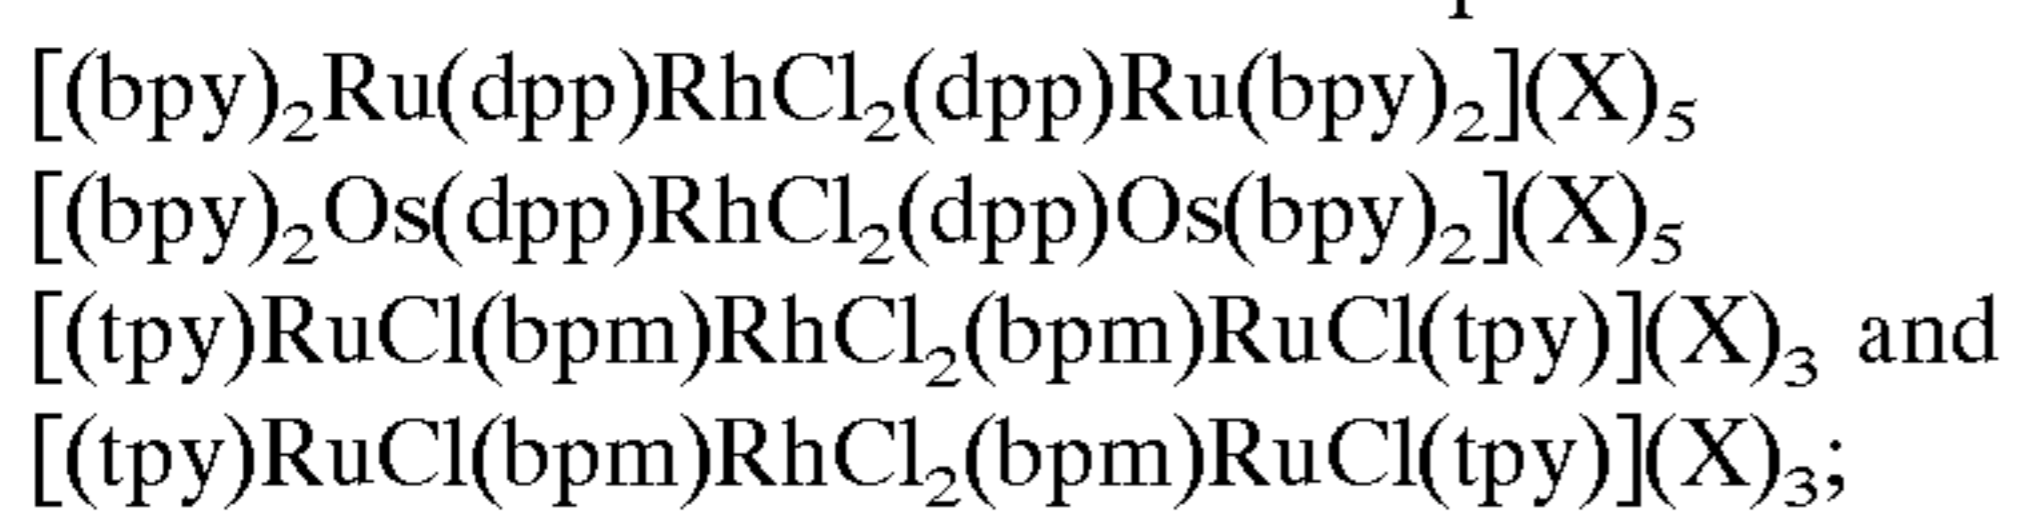 [(bpy)₂Ru(dpp)RhCl₂(dpp)Ru(bpy)₂](X)₅
[(bpy)₂Os(dpp)RhCl₂(dpp)Os(bpy)₂](X)₅
[(tpy)RuCl(bpm)RhCl₂(bpm)RuCl(tpy)](X)₃ and
[(tpy)RuCl(bpm)RhCl₂(bpm)RuCl(tpy)](X)₃;